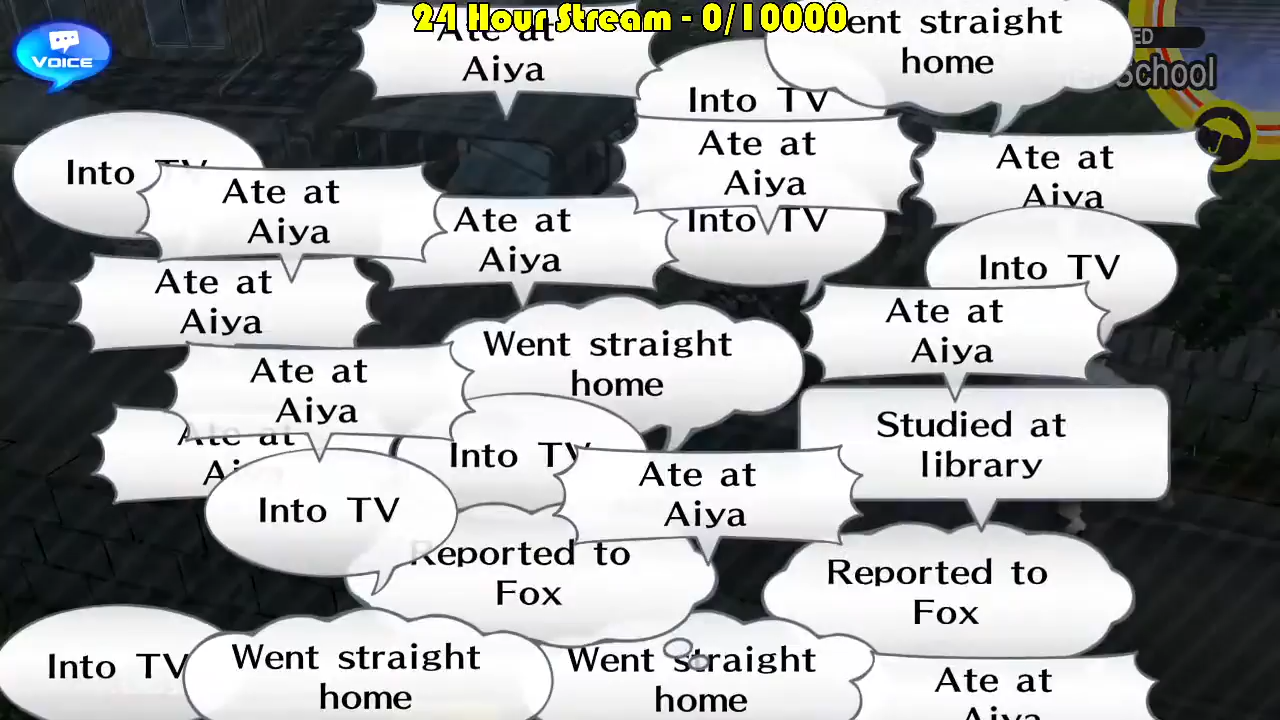 24 Hour Stream - 0/10000
VOICE
Ate at
Aiya
Went straight
home
School
Into TV
Ate at
Aiya
Ate at
Aiya
Into TV
Ate at
Aiya
Ate at
Aiya
Into TV
Into TV
Ate at
Aiya
Ate at
Aiya
Went straight
home
Ate at
Aiya
Studied at
library
Ate at
Into TV
Ate at
Aiya
Into TV
Reported to
Fox
Reported to
Fox
Into TV
Went straight
home
Went straight
home
Ate at
Aiya